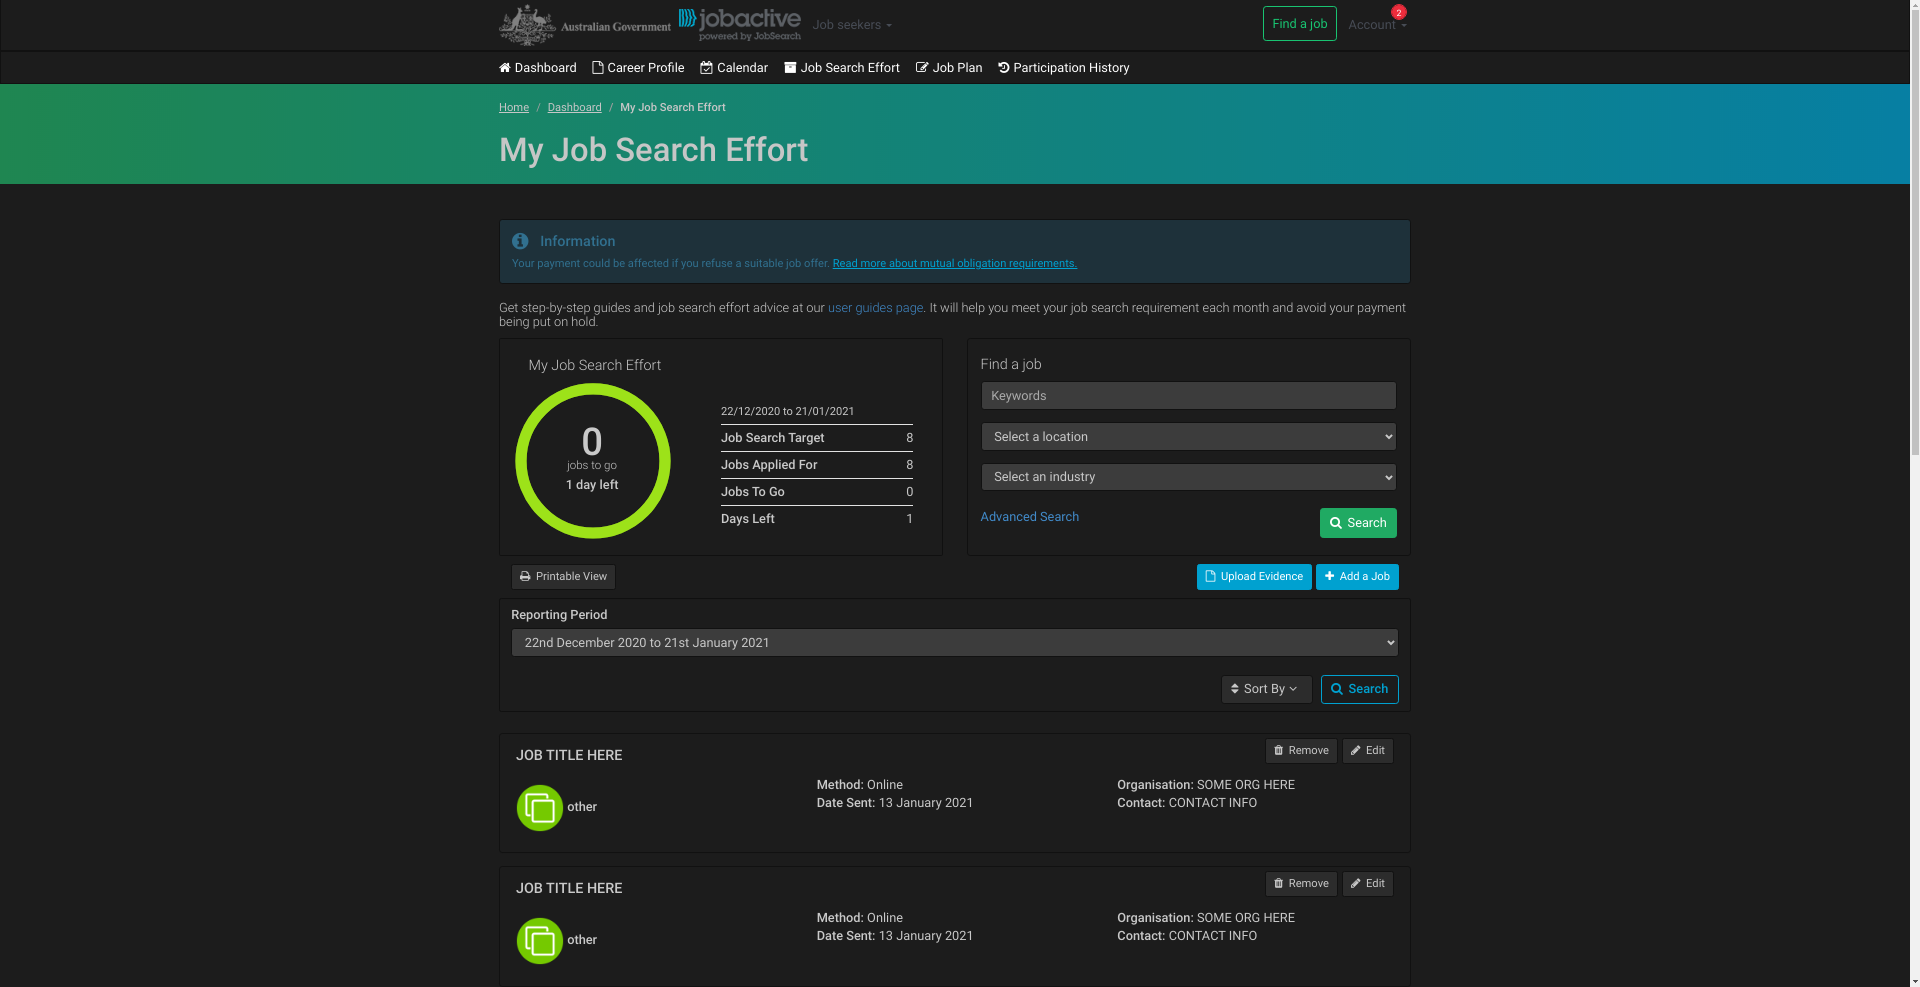 Australian Government
jobactive
powered by JobSearch
Job seekers
Find a job
Account
2
Dashboard
Career Profile
Calendar
Job Search Effort
Job Plan
Participation History
Home / Dashboard / My Job Search Effort
My Job Search Effort
Information
Your payment could be affected if you refuse a suitable job offer. Read more about mutual obligation requirements.
Get step-by-step guides and job search effort advice at our user guides page. It will help you meet your job search requirement each month and avoid your payment
being put on hold.
My Job Search Effort
0
jobs to go
1 day left
22/12/2020 to 21/01/2021
Job Search Target 8
Jobs Applied For 8
Jobs To Go 0
Days Left 1
Find a job
Keywords
Select a location
Select an industry
Advanced Search
Search
Printable View
Upload Evidence
Add a Job
Reporting Period
22nd December 2020 to 21st January 2021
Sort By
Search
JOB TITLE HERE
Remove
Edit
other
Method: Online
Date Sent: 13 January 2021
Organisation: SOME ORG HERE
Contact: CONTACT INFO
JOB TITLE HERE
Remove
Edit
other
Method: Online
Date Sent: 13 January 2021
Organisation: SOME ORG HERE
Contact: CONTACT INFO